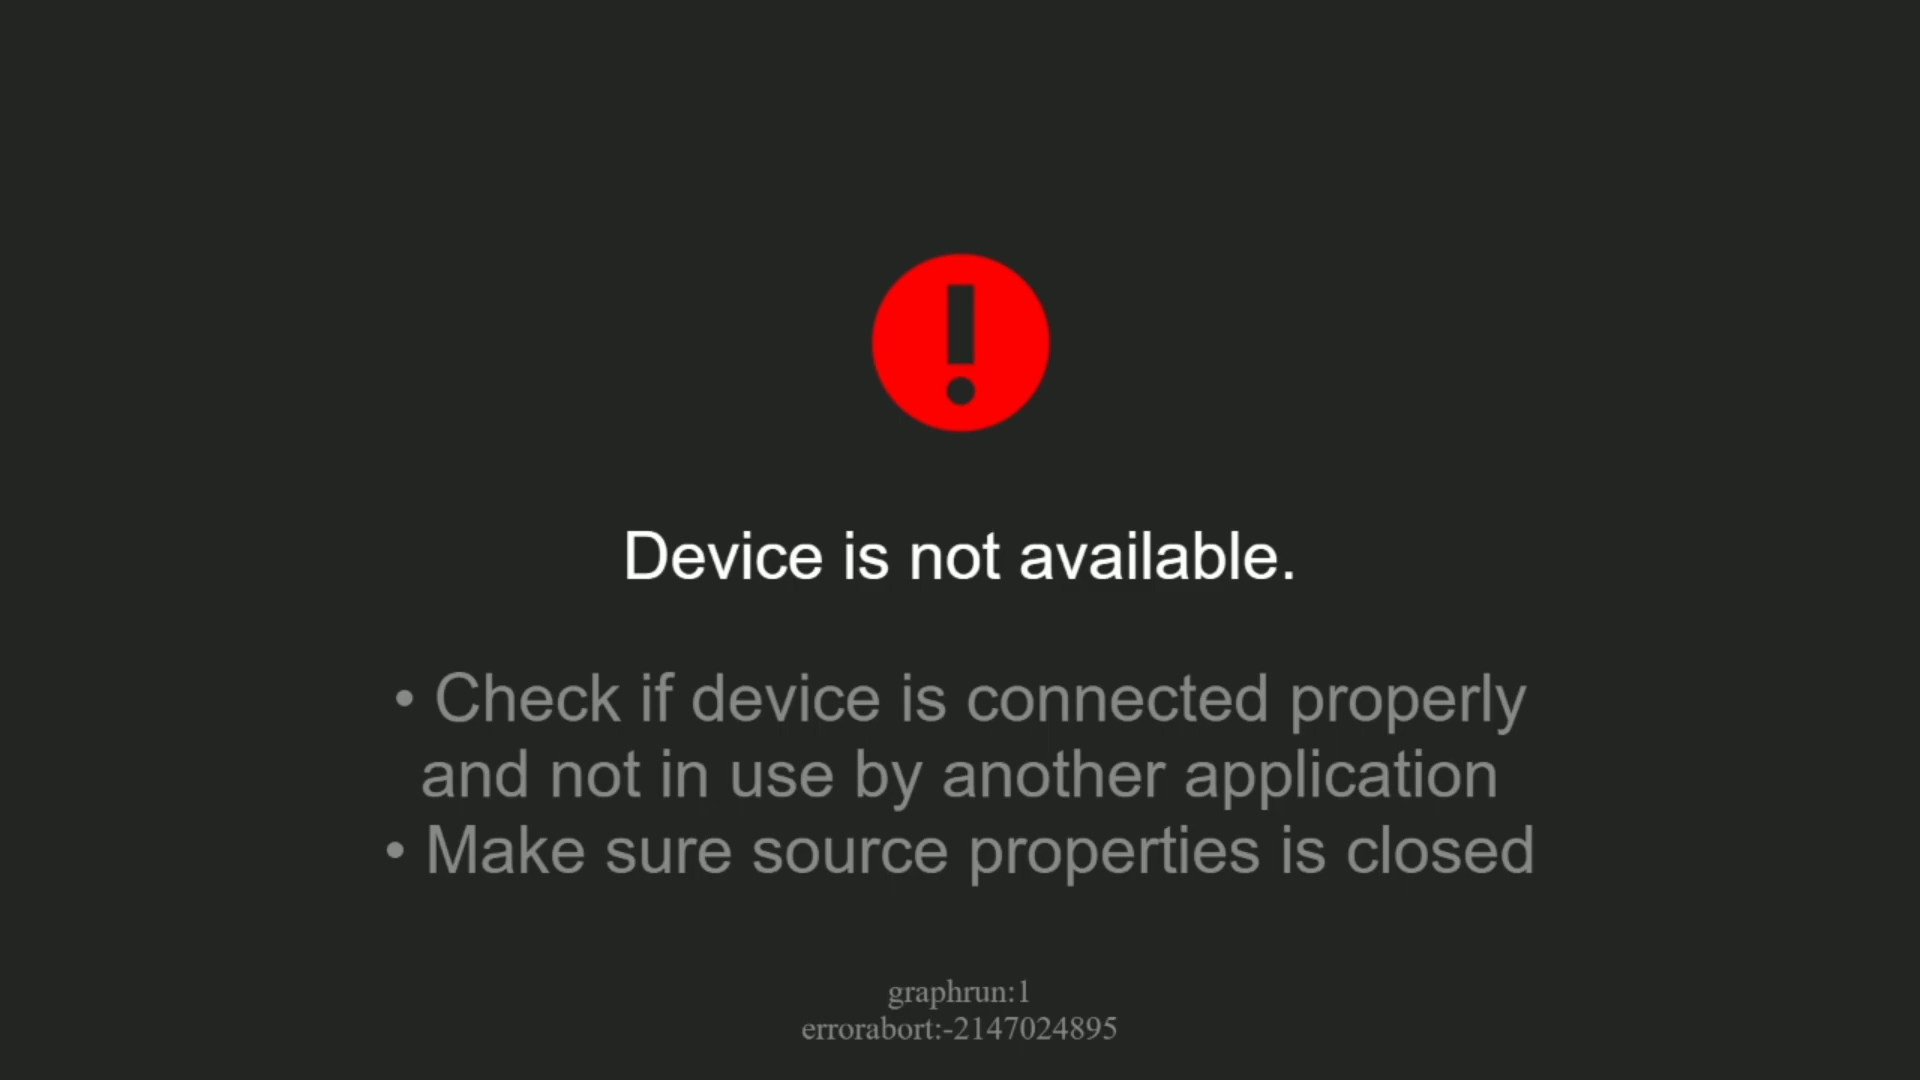 Device is not available.
• Check if device is connected properly
and not in use by another application
• Make sure source properties is closed
graphrun:1
errorabort:-2147024895